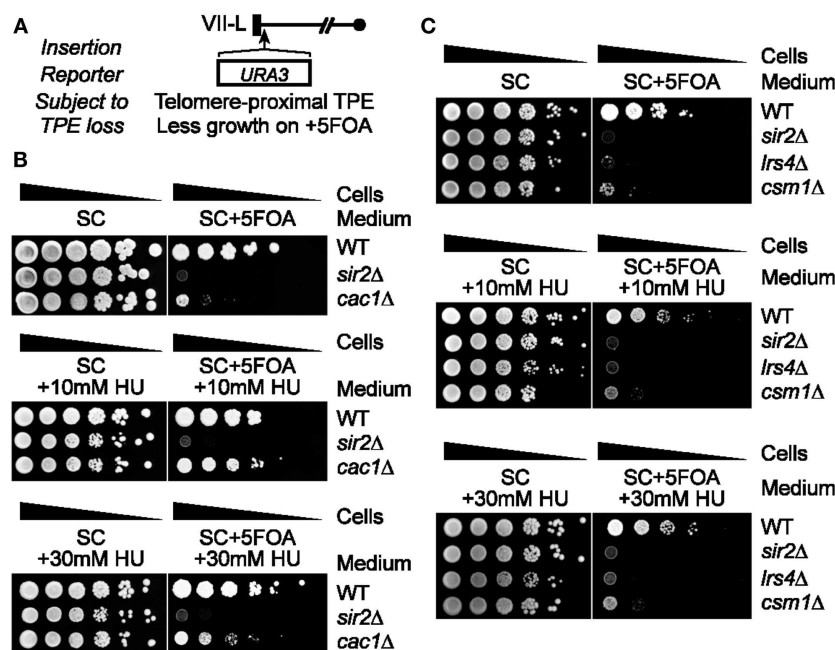 A
VII-L
Insertion
Reporter URA3
Subject to Telomere-proximal TPE
TPE loss Less growth on +5FOA
B
Cells
SC SC+5FOA Medium
WT
sir2Δ
cac1Δ
Cells
SC SC+5FOA
+10mM HU +10mM HU Medium
WT
sir2Δ
cac1Δ
Cells
SC SC+5FOA
+30mM HU +30mM HU Medium
WT
sir2Δ
cac1Δ
C
Cells
SC SC+5FOA Medium
WT
sir2Δ
lrs4Δ
csm1Δ
Cells
SC SC+5FOA Medium
+10mM HU +10mM HU
WT
sir2Δ
lrs4Δ
csm1Δ
Cells
SC SC+5FOA Medium
+30mM HU +30mM HU
WT
sir2Δ
lrs4Δ
csm1Δ